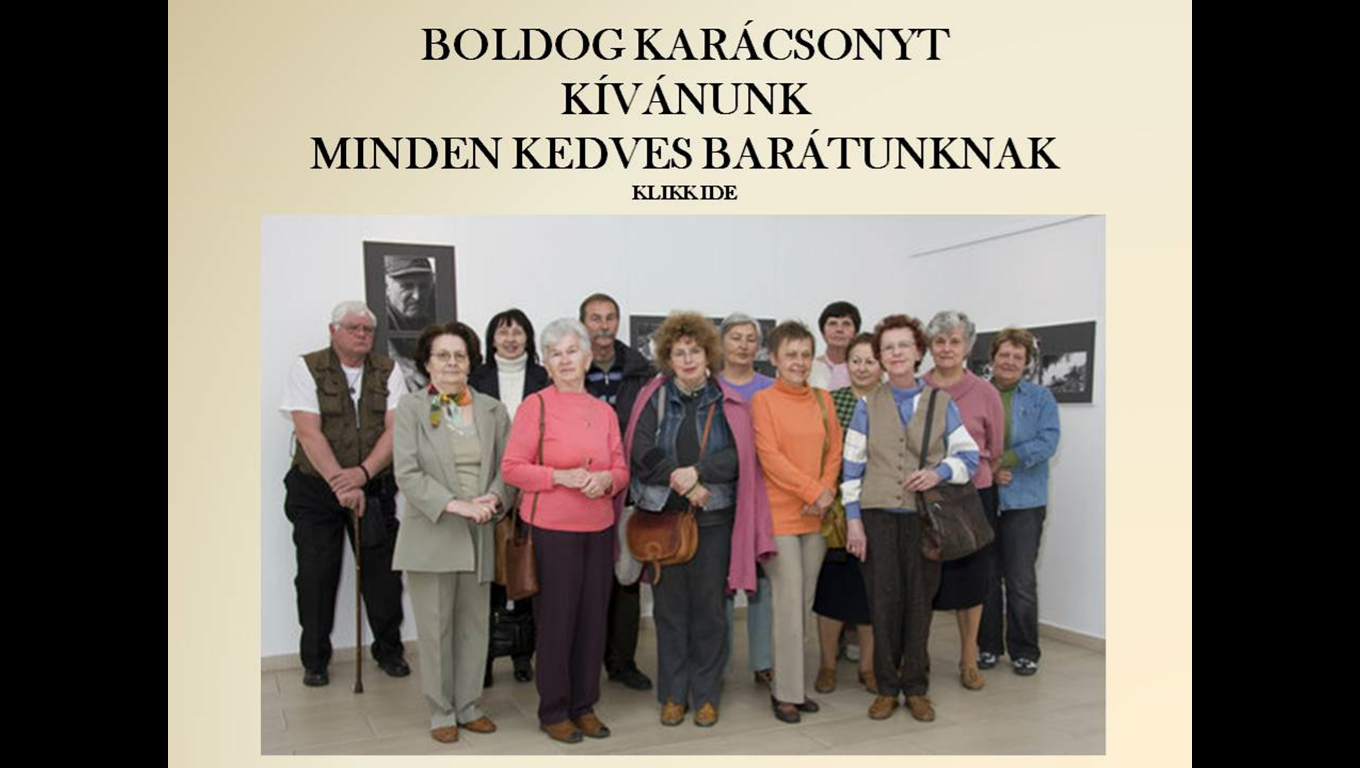 BOLDOG KARÁCSONYT
KÍVÁNUNK
MINDEN KEDVES BARÁTUNKNAK
KLIKK IDE